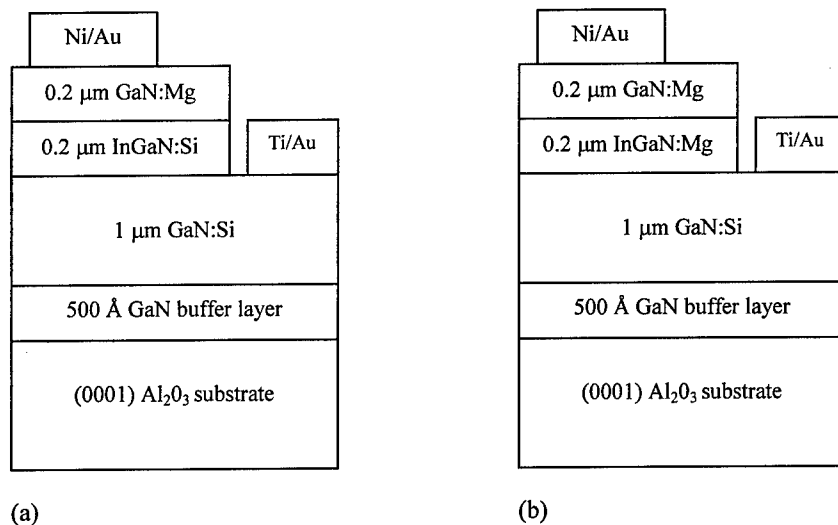 Ni/Au
0.2 μm GaN:Mg
0.2 μm InGaN:Si
Ti/Au
1 μm GaN:Si
500 Å GaN buffer layer
(0001) Al₂0₃ substrate
(a)
Ni/Au
0.2 μm GaN:Mg
0.2 μm InGaN:Mg
Ti/Au
1 μm GaN:Si
500 Å GaN buffer layer
(0001) Al₂0₃ substrate
(b)